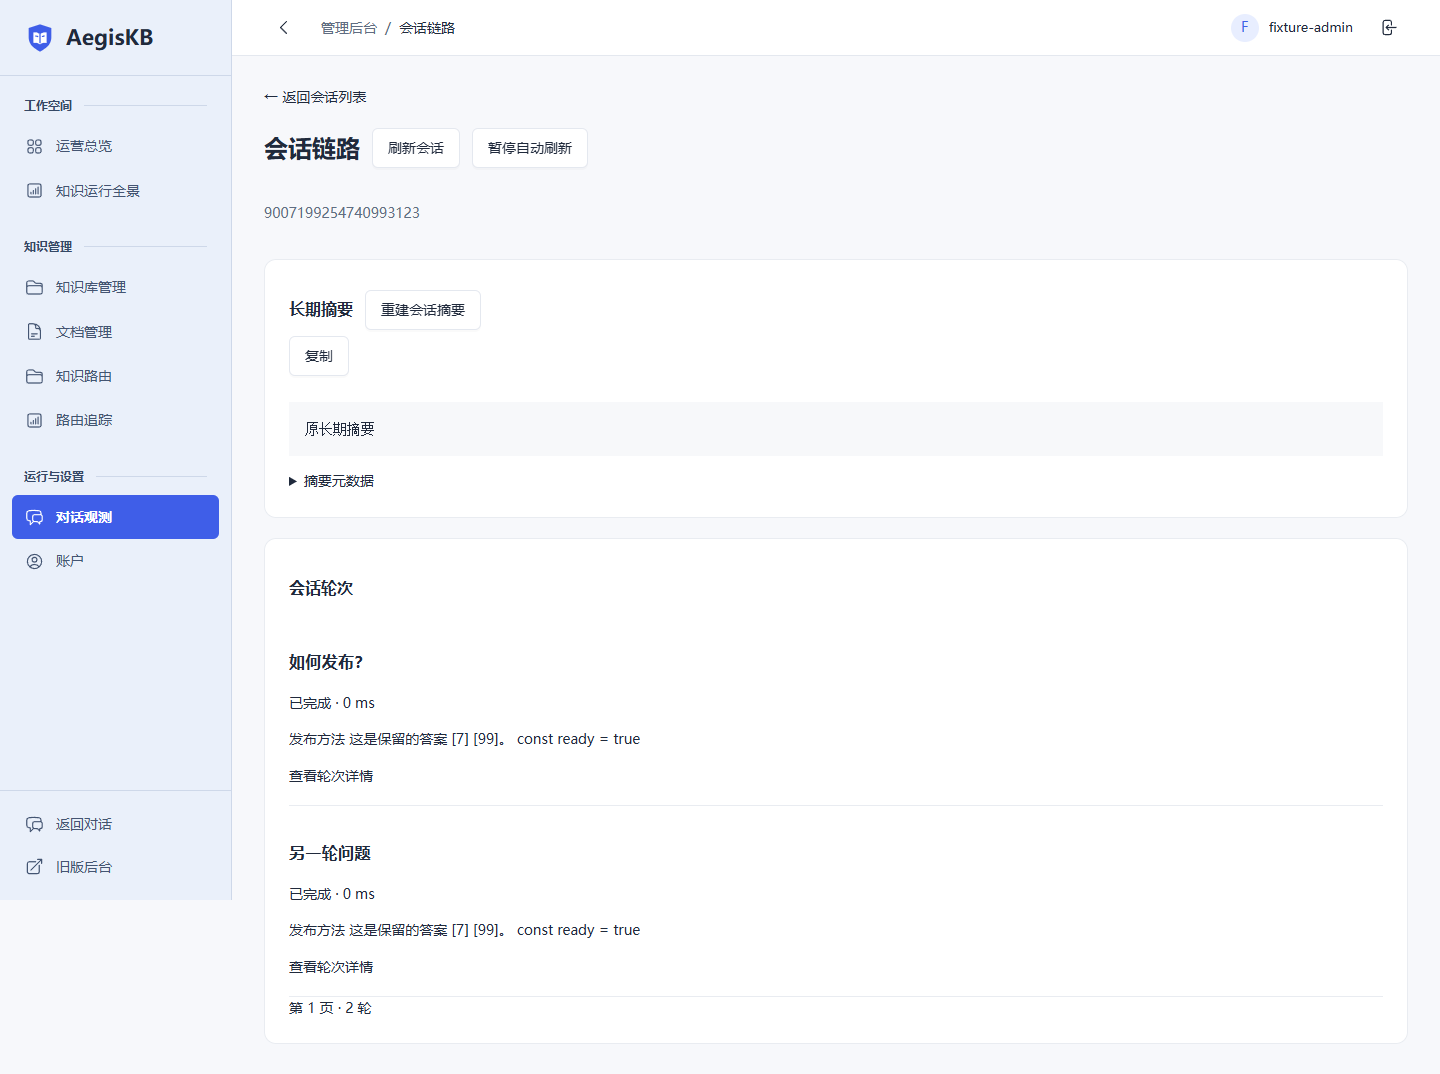 AegisKB
工作空间
运营总览
知识运行全景
知识管理
知识库管理
文档管理
知识路由
路由追踪
运行与设置
对话观测
账户
返回对话
旧版后台
管理后台 / 会话链路
F fixture-admin
← 返回会话列表
会话链路 刷新会话 暂停自动刷新
9007199254740993123
长期摘要 重建会话摘要
复制
原长期摘要
▶ 摘要元数据
会话轮次
如何发布?
已完成 · 0 ms
发布方法 这是保留的答案 [7] [99]。 const ready = true
查看轮次详情
另一轮问题
已完成 · 0 ms
发布方法 这是保留的答案 [7] [99]。 const ready = true
查看轮次详情
第 1 页 · 2 轮